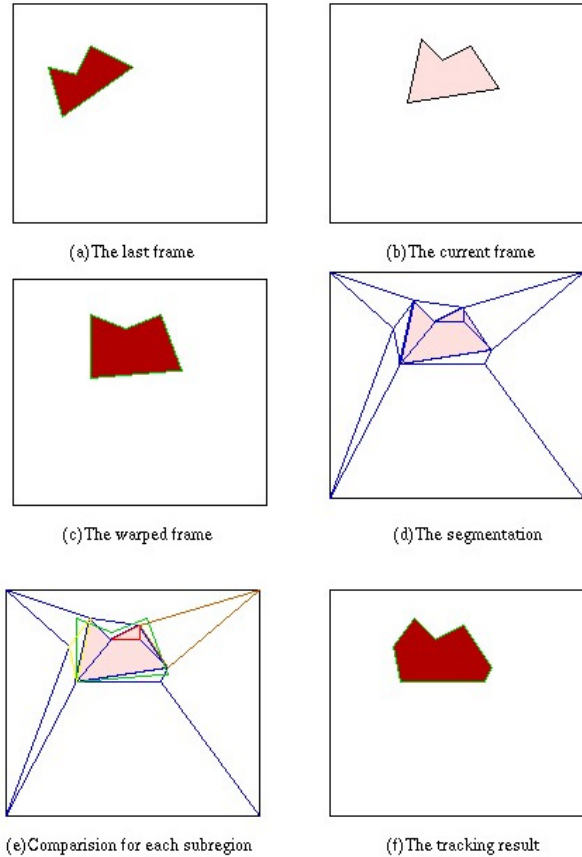 (a)The last frame
(b)The current frame
(c)The warped frame
(d)The segmentation
(e)Comparision for each subregion
(f)The tracking result